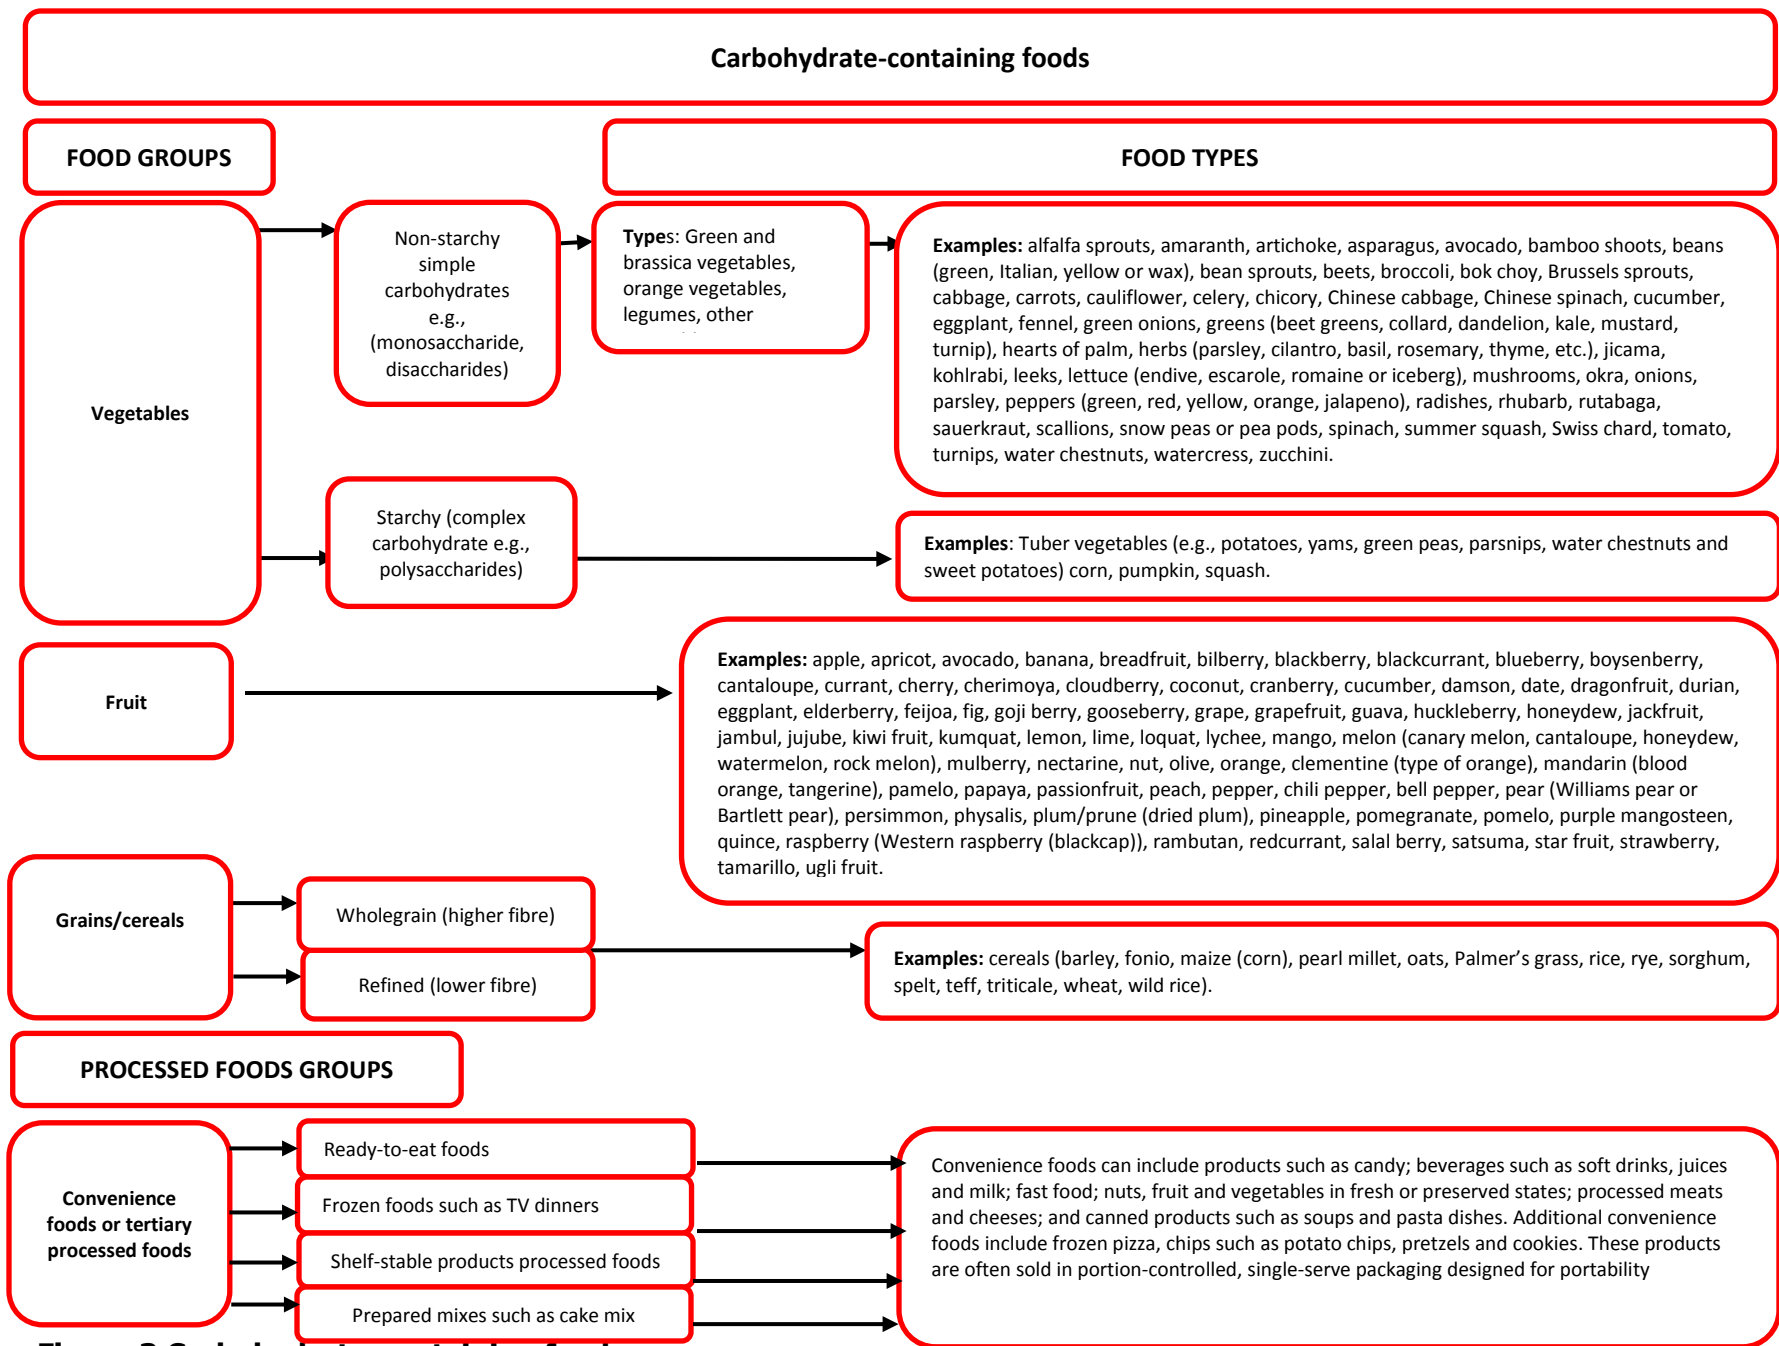 Carbohydrate-containing foods
FOOD GROUPS
FOOD TYPES
Vegetables
Non-starchy
simple
carbohydrates
e.g.,
(monosaccharide,
disaccharides)
Types: Green and
brassica vegetables,
orange vegetables,
legumes, other
Examples: alfalfa sprouts, amaranth, artichoke, asparagus, avocado, bamboo shoots, beans
(green, Italian, yellow or wax), bean sprouts, beets, broccoli, bok choy, Brussels sprouts,
cabbage, carrots, cauliflower, celery, chicory, Chinese cabbage, Chinese spinach, cucumber,
eggplant, fennel, green onions, greens (beet greens, collard, dandelion, kale, mustard,
turnip), hearts of palm, herbs (parsley, cilantro, basil, rosemary, thyme, etc.), jicama,
kohlrabi, leeks, lettuce (endive, escarole, romaine or iceberg), mushrooms, okra, onions,
parsley, peppers (green, red, yellow, orange, jalapeno), radishes, rhubarb, rutabaga,
sauerkraut, scallions, snow peas or pea pods, spinach, summer squash, Swiss chard, tomato,
turnips, water chestnuts, watercress, zucchini.
Starchy (complex
carbohydrate e.g.,
polysaccharides)
Examples: Tuber vegetables (e.g., potatoes, yams, green peas, parsnips, water chestnuts and
sweet potatoes) corn, pumpkin, squash.
Fruit
Examples: apple, apricot, avocado, banana, breadfruit, bilberry, blackberry, blackcurrant, blueberry, boysenberry,
cantaloupe, currant, cherry, cherimoya, cloudberry, coconut, cranberry, cucumber, damson, date, dragonfruit, durian,
eggplant, elderberry, feijoa, fig, goji berry, gooseberry, grape, grapefruit, guava, huckleberry, honeydew, jackfruit,
jambul, jujube, kiwi fruit, kumquat, lemon, lime, loquat, lychee, mango, melon (canary melon, cantaloupe, honeydew,
watermelon, rock melon), mulberry, nectarine, nut, olive, orange, clementine (type of orange), mandarin (blood
orange, tangerine), pamelo, papaya, passionfruit, peach, pepper, chili pepper, bell pepper, pear (Williams pear or
Bartlett pear), persimmon, physalis, plum/prune (dried plum), pineapple, pomegranate, pomelo, purple mangosteen,
quince, raspberry (Western raspberry (blackcap)), rambutan, redcurrant, salal berry, satsuma, star fruit, strawberry,
tamarillo, ugli fruit.
Grains/cereals
Wholegrain (higher fibre)
Refined (lower fibre)
Examples: cereals (barley, fonio, maize (corn), pearl millet, oats, Palmer's grass, rice, rye, sorghum,
spelt, teff, triticale, wheat, wild rice).
PROCESSED FOODS GROUPS
Convenience
foods or tertiary
processed foods
Ready-to-eat foods
Frozen foods such as TV dinners
Shelf-stable products processed foods
Prepared mixes such as cake mix
Convenience foods can include products such as candy; beverages such as soft drinks, juices
and milk; fast food; nuts, fruit and vegetables in fresh or preserved states; processed meats
and cheeses; and canned products such as soups and pasta dishes. Additional convenience
foods include frozen pizza, chips such as potato chips, pretzels and cookies. These products
are often sold in portion-controlled, single-serve packaging designed for portability